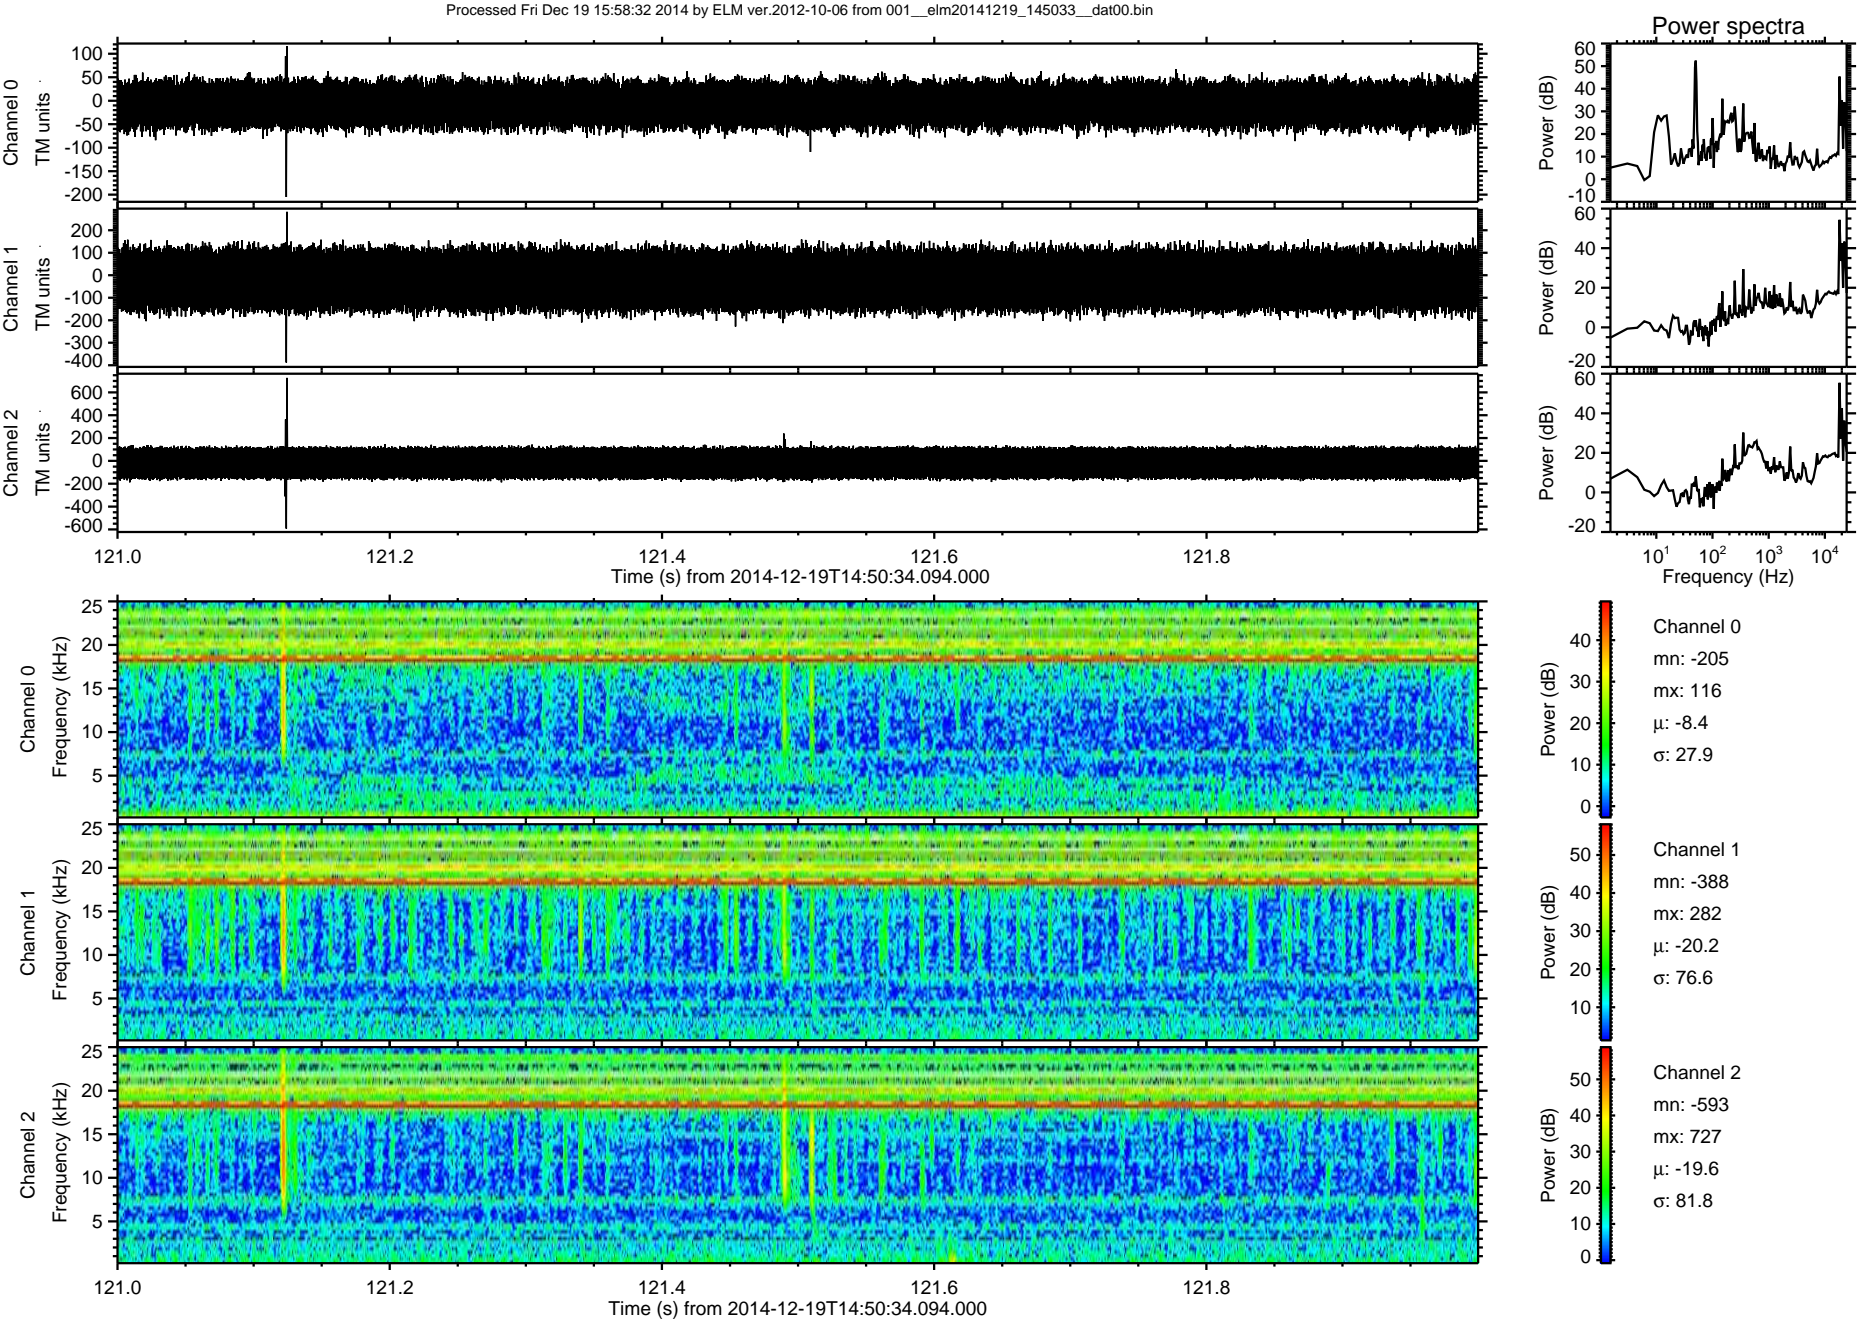 Processed Fri Dec 19 15:58:32 2014 by ELM ver.2012-10-06 from 001__elm20141219_145033__dat00.bin
Power spectra
Channel 0
TM units
100
50
0
-50
-100
-150
-200
Power (dB)
60
50
40
30
20
10
0
-10
Channel 1
TM units
200
100
0
-100
-200
-300
-400
Power (dB)
60
40
20
0
-20
Channel 2
TM units
600
400
200
0
-200
-400
-600
Power (dB)
60
40
20
0
-20
121.0 121.2 121.4 121.6 121.8
Time (s) from 2014-12-19T14:50:34.094.000
10¹ 10² 10³ 10⁴
Frequency (Hz)
Channel 0
Frequency (kHz)
25
20
15
10
5
Power (dB)
40
30
20
10
0
Channel 0
mn: -205
mx: 116
μ: -8.4
σ: 27.9
Channel 1
Frequency (kHz)
25
20
15
10
5
Power (dB)
50
40
30
20
10
Channel 1
mn: -388
mx: 282
μ: -20.2
σ: 76.6
Channel 2
Frequency (kHz)
25
20
15
10
5
Power (dB)
50
40
30
20
10
0
Channel 2
mn: -593
mx: 727
μ: -19.6
σ: 81.8
121.0 121.2 121.4 121.6 121.8
Time (s) from 2014-12-19T14:50:34.094.000